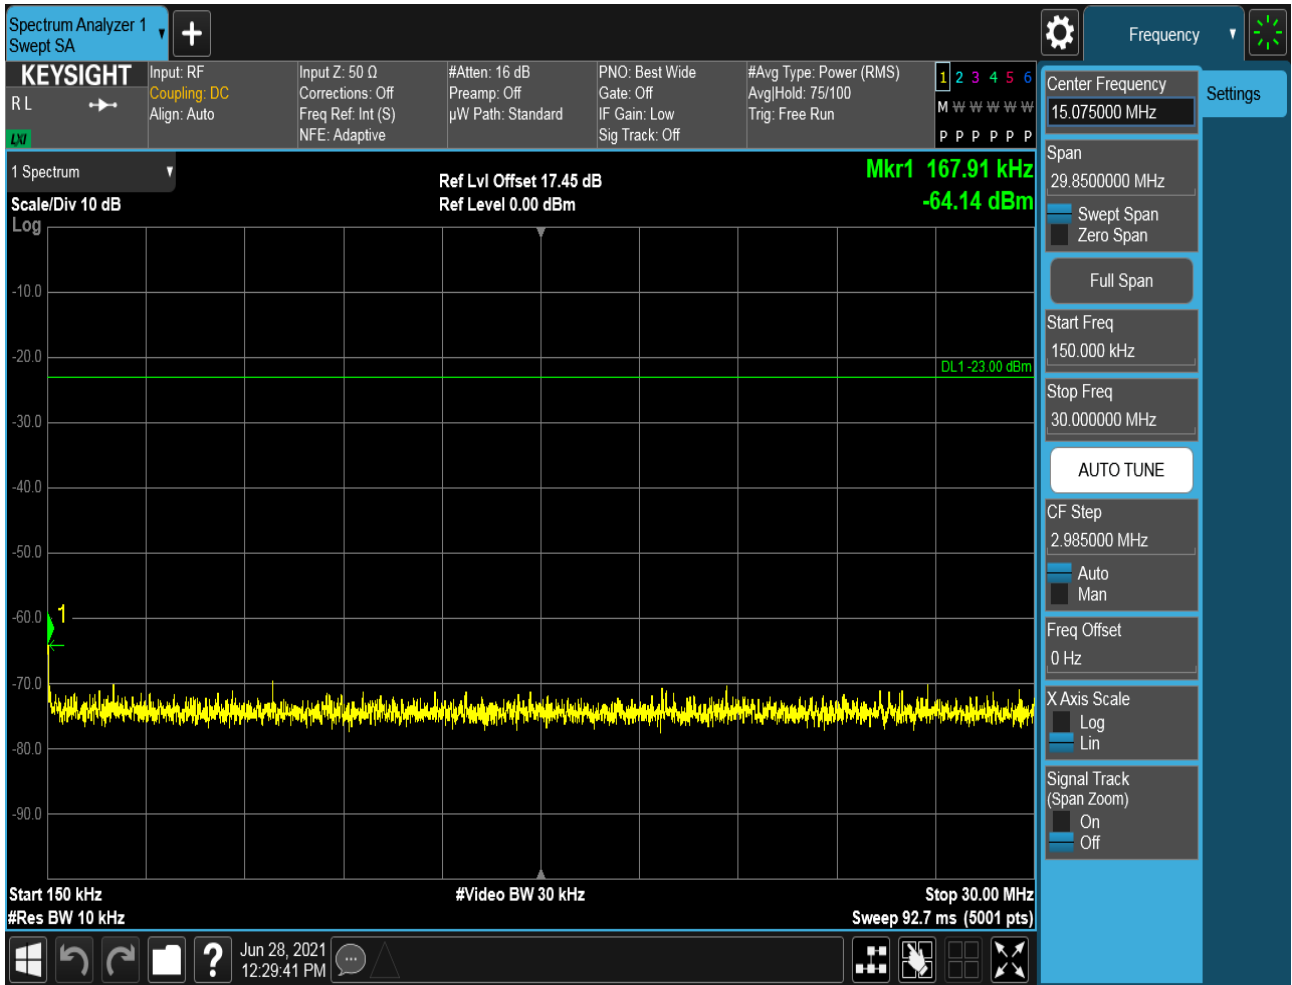 Spectrum Analyzer 1
Swept SA
+
Frequency
KEYSIGHT
R L
LXI
Input: RF
Coupling: DC
Align: Auto
Input Z: 50 Ω
Corrections: Off
Freq Ref: Int (S)
NFE: Adaptive
#Atten: 16 dB
Preamp: Off
µW Path: Standard
PNO: Best Wide
Gate: Off
IF Gain: Low
Sig Track: Off
#Avg Type: Power (RMS)
Avg|Hold: 75/100
Trig: Free Run
1 2 3 4 5 6
M W W W W W
P P P P P P
1 Spectrum
Scale/Div 10 dB
Log
Ref Lvl Offset 17.45 dB
Ref Level 0.00 dBm
Mkr1 167.91 kHz
-64.14 dBm
-10.0
-20.0
DL1 -23.00 dBm
-30.0
-40.0
-50.0
-60.0
1
-70.0
-80.0
-90.0
Start 150 kHz
#Res BW 10 kHz
#Video BW 30 kHz
Stop 30.00 MHz
Sweep 92.7 ms (5001 pts)
Center Frequency
15.075000 MHz
Settings
Span
29.8500000 MHz
Swept Span
Zero Span
Full Span
Start Freq
150.000 kHz
Stop Freq
30.000000 MHz
AUTO TUNE
CF Step
2.985000 MHz
Auto
Man
Freq Offset
0 Hz
X Axis Scale
Log
Lin
Signal Track
(Span Zoom)
On
Off
?
Jun 28, 2021
12:29:41 PM